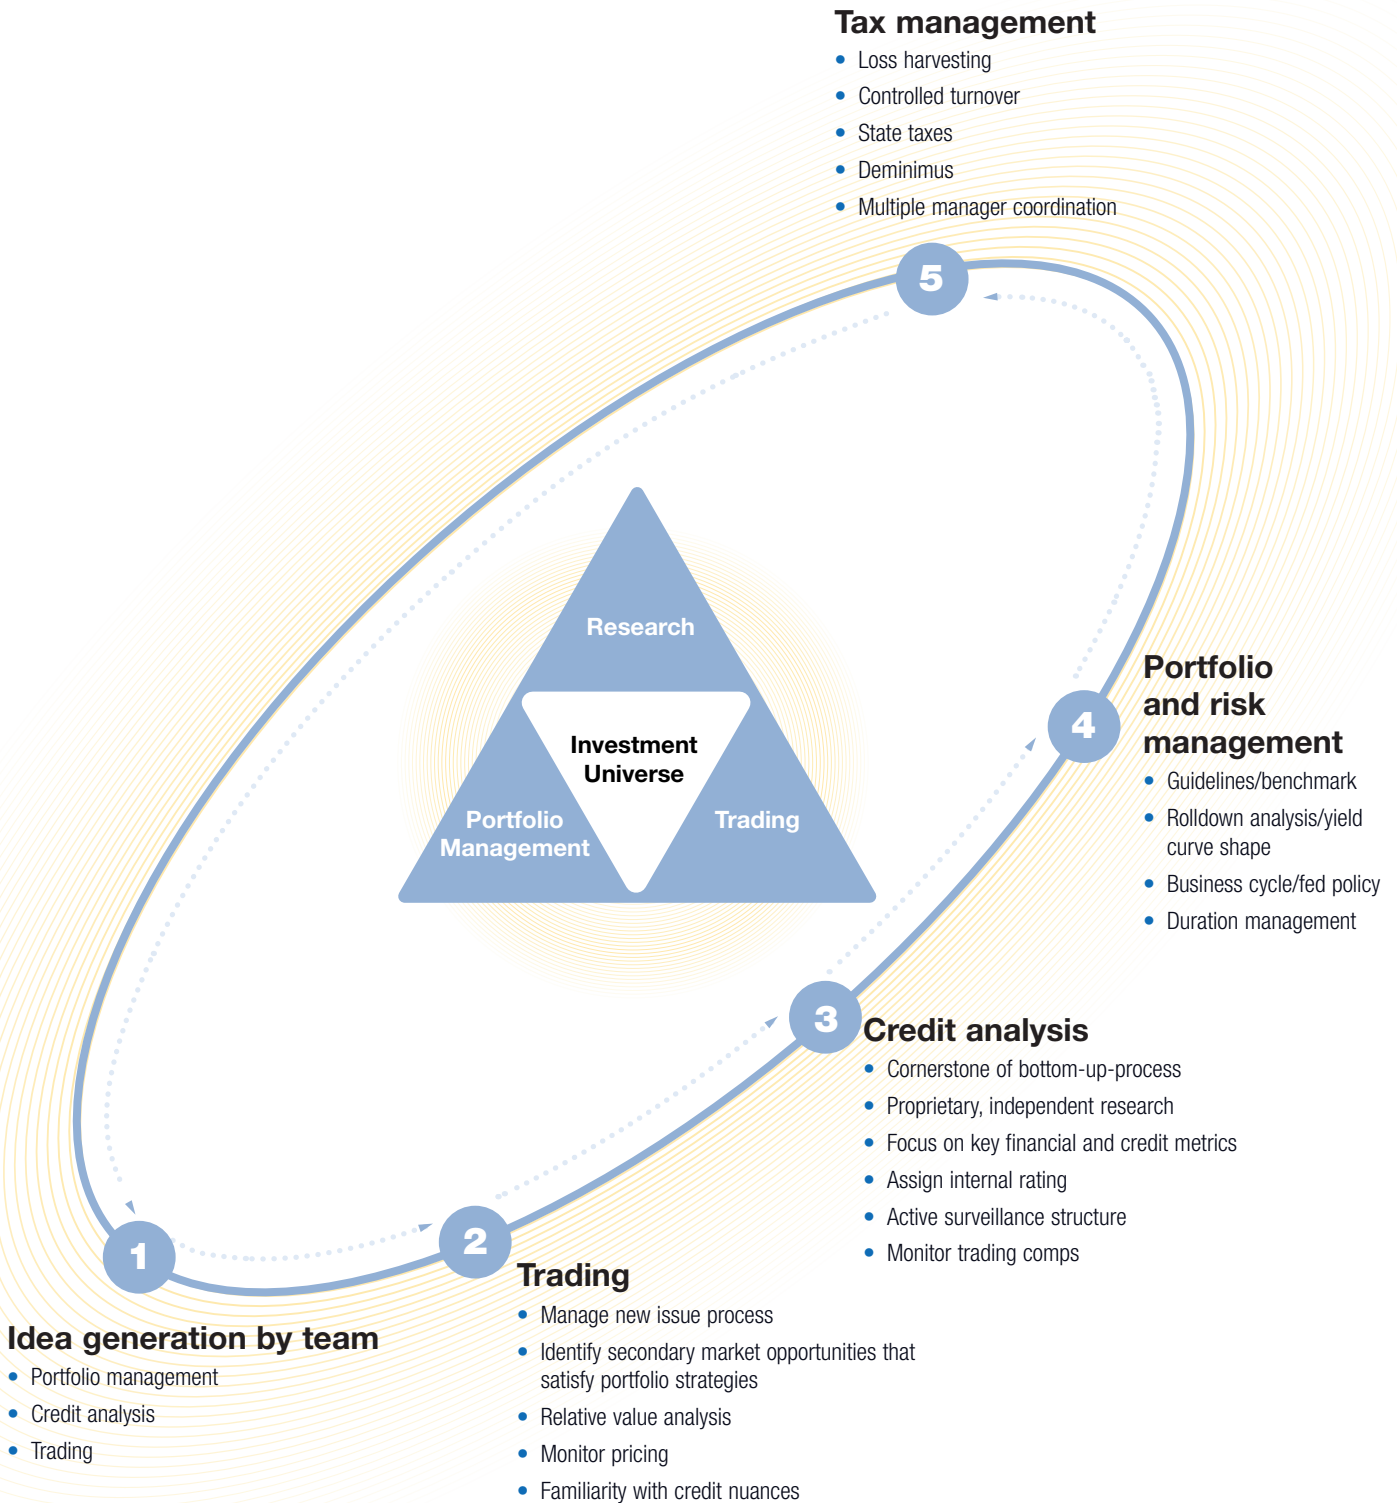 Tax management
• Loss harvesting
• Controlled turnover
• State taxes
• Deminimus
• Multiple manager coordination
5
Research
Investment
Universe
Portfolio
Management
Trading
4
Portfolio
and risk
management
• Guidelines/benchmark
• Rolldown analysis/yield
curve shape
• Business cycle/fed policy
• Duration management
3
Credit analysis
• Cornerstone of bottom-up-process
• Proprietary, independent research
• Focus on key financial and credit metrics
• Assign internal rating
• Active surveillance structure
• Monitor trading comps
2
Trading
• Manage new issue process
• Identify secondary market opportunities that
satisfy portfolio strategies
• Relative value analysis
• Monitor pricing
• Familiarity with credit nuances
1
Idea generation by team
• Portfolio management
• Credit analysis
• Trading